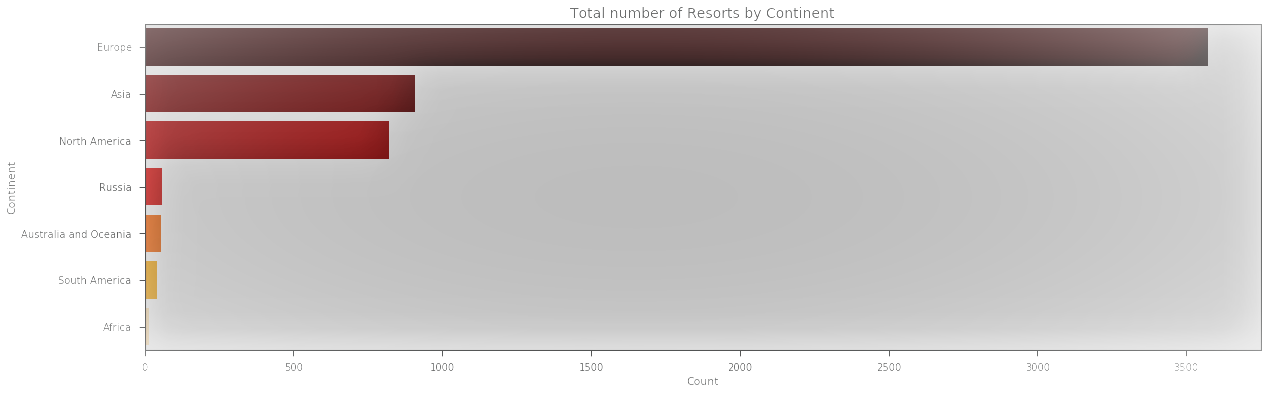 Total number of Resorts by Continent
Continent
Europe
Asia
North America
Russia
Australia and Oceania
South America
Africa
0 500 1000 1500 2000 2500 3000 3500
Count